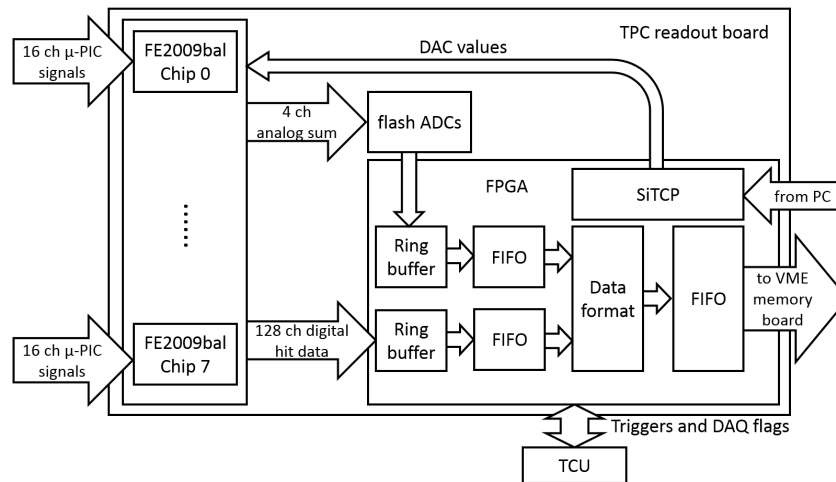 TPC readout board
16 ch μ-PIC
signals
FE2009bal
Chip 0
DAC values
4 ch
analog sum
flash ADCs
FPGA
SiTCP
from PC
Ring
buffer
FIFO
Data
format
FIFO
to VME
memory
board
16 ch μ-PIC
signals
FE2009bal
Chip 7
128 ch digital
hit data
Ring
buffer
FIFO
Triggers and DAQ flags
TCU